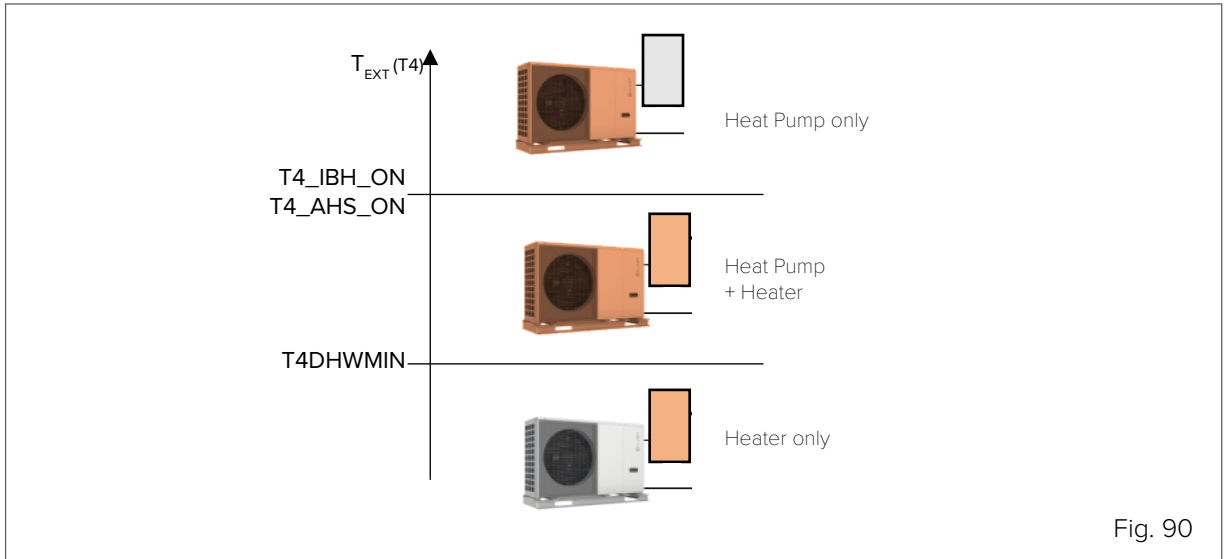 T_EXT (T4)
Heat Pump only
T4_IBH_ON
T4_AHS_ON
Heat Pump
+ Heater
T4DHWMIN
Heater only
Fig. 90